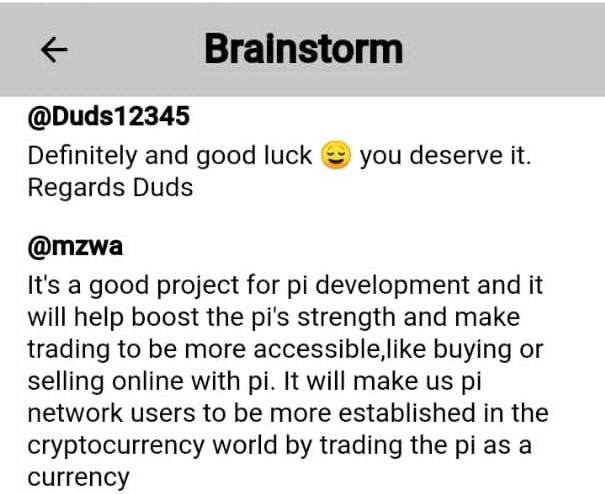 Brainstorm
@Duds12345
Definitely and good luck 😌 you deserve it.
Regards Duds
@mzwa
It's a good project for pi development and it
will help boost the pi's strength and make
trading to be more accessible,like buying or
selling online with pi. It will make us pi
network users to be more established in the
cryptocurrency world by trading the pi as a
currency